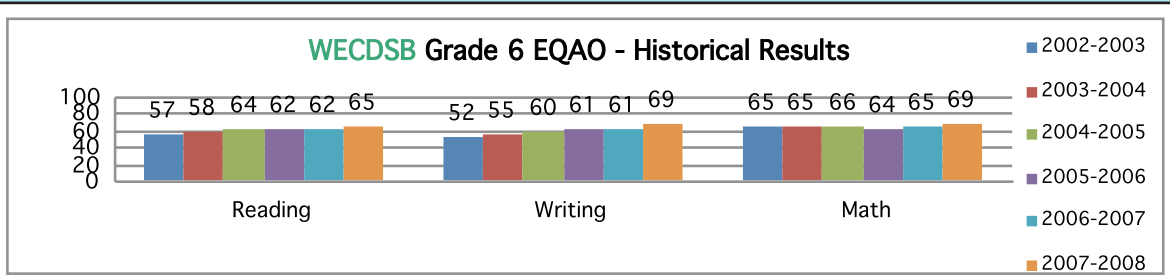 WECDSB Grade 6 EQAO - Historical Results
100
80
60
40
20
0
57 58 64 62 62 65
52 55 60 61 61 69
65 65 66 64 65 69
Reading
Writing
Math
2002-2003
2003-2004
2004-2005
2005-2006
2006-2007
2007-2008